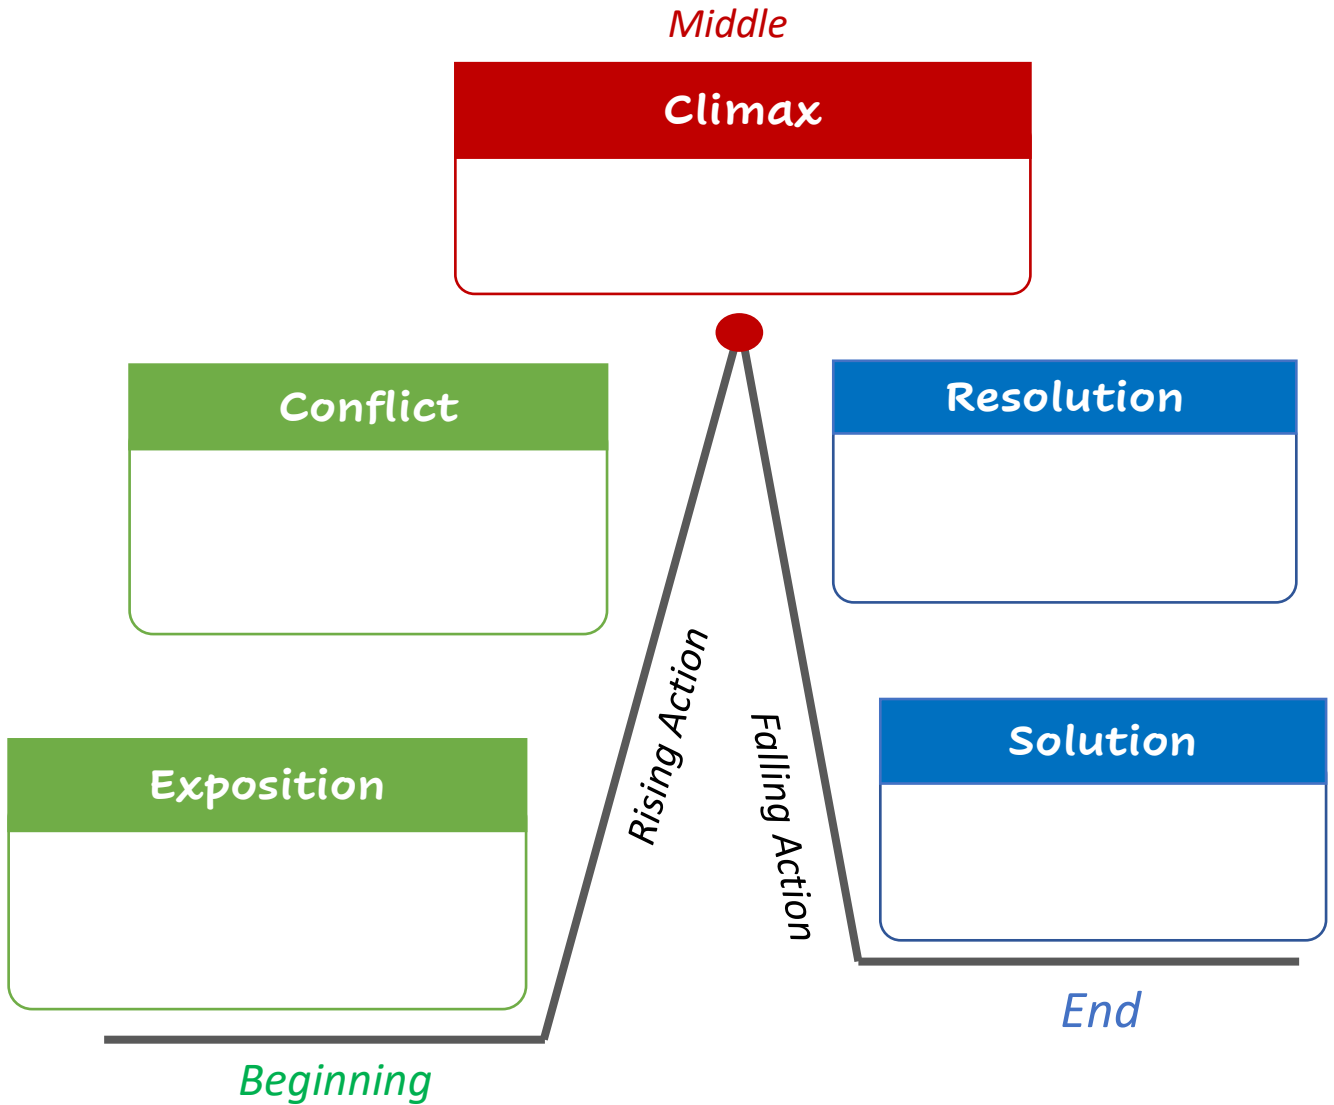 Middle
Climax
Conflict
Resolution
Rising Action
Falling Action
Exposition
Solution
End
Beginning